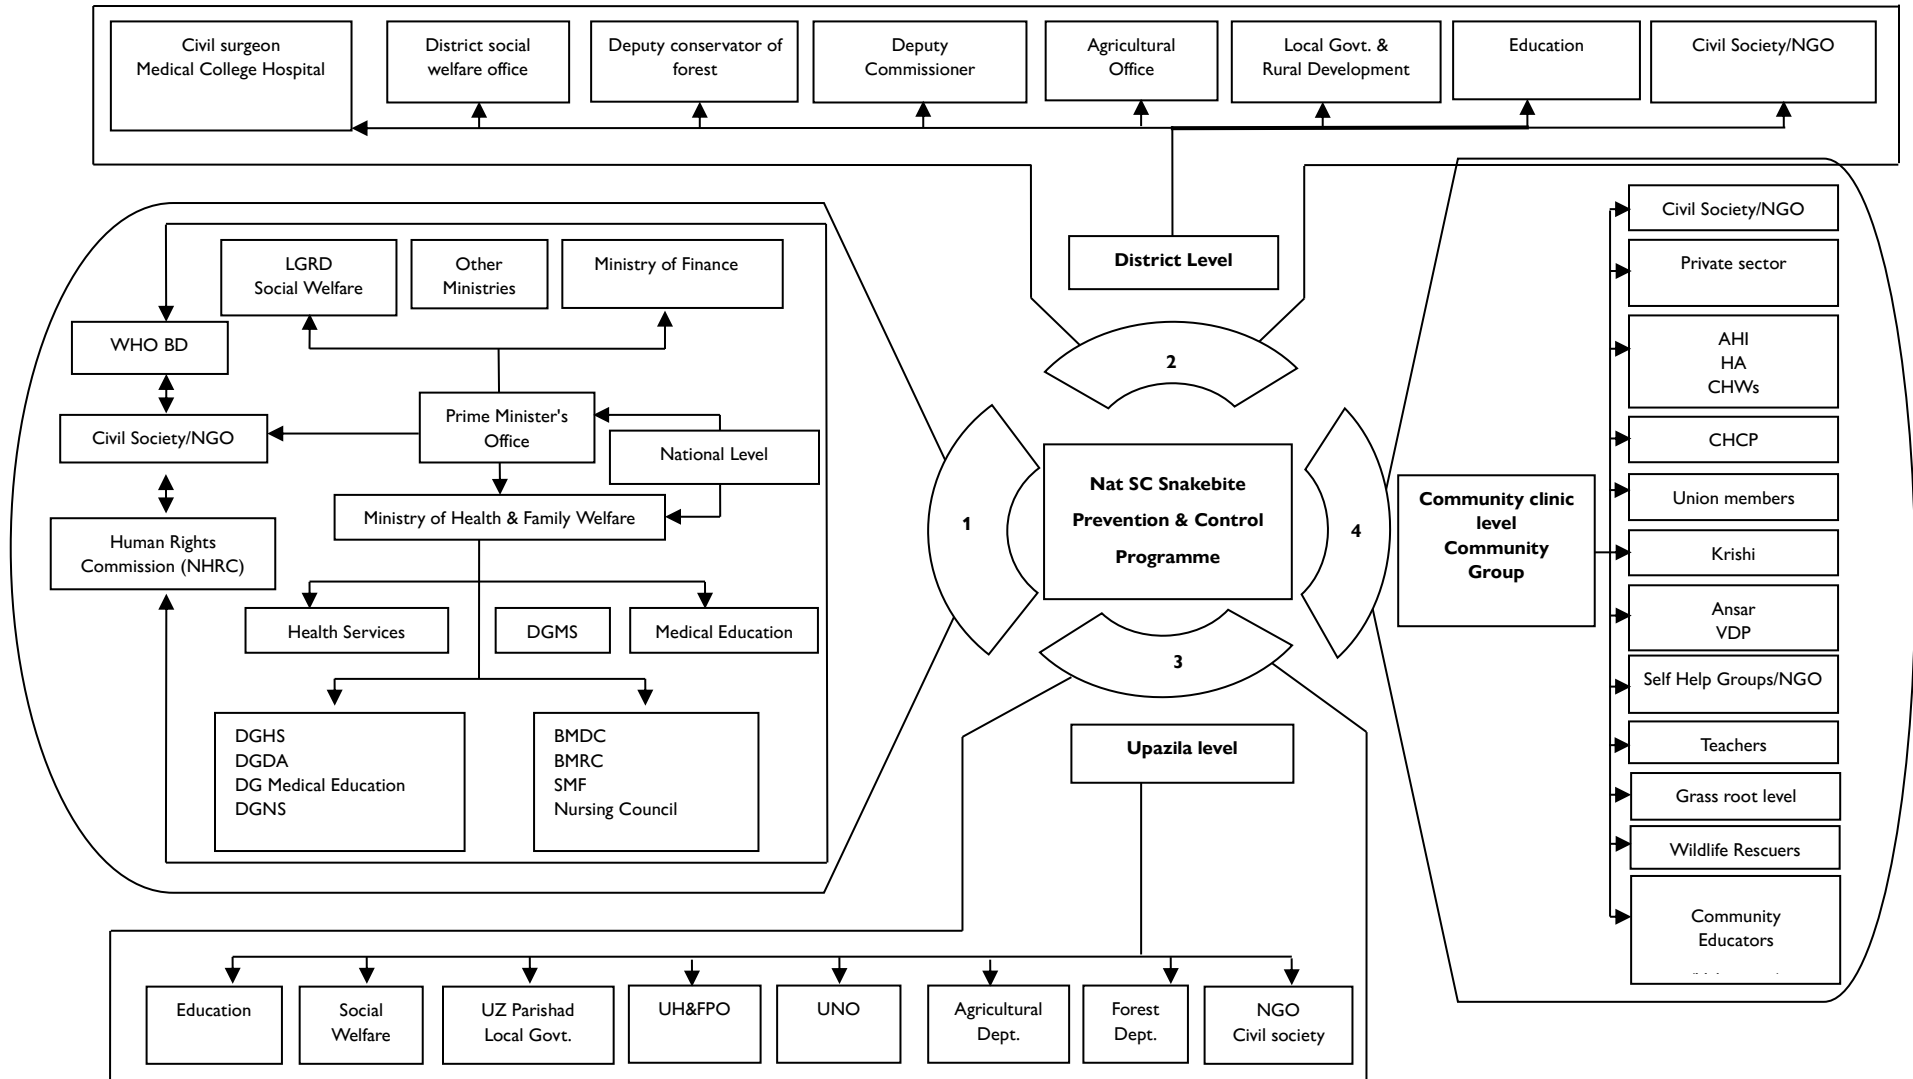 Civil surgeon
Medical College Hospital
District social
welfare office
Deputy conservator of
forest
Deputy
Commissioner
Agricultural
Office
Local Govt. &
Rural Development
Education
Civil Society/NGO
District Level
LGRD
Social Welfare
Other
Ministries
Ministry of Finance
WHO BD
Prime Minister's
Office
Civil Society/NGO
National Level
Ministry of Health & Family Welfare
Human Rights
Commission (NHRC)
Health Services
DGMS
Medical Education
DGHS
DGDA
DG Medical Education
DGNS
BMDC
BMRC
SMF
Nursing Council
1
2
Nat SC Snakebite
Prevention & Control
Programme
4
3
Upazila level
Community clinic
level
Community
Group
Civil Society/NGO
Private sector
AHI
HA
CHWs
CHCP
Union members
Krishi
Ansar
VDP
Self Help Groups/NGO
Teachers
Grass root level
Wildlife Rescuers
Community
Educators
Education
Social
Welfare
UZ Parishad
Local Govt.
UH&FPO
UNO
Agricultural
Dept.
Forest
Dept.
NGO
Civil society